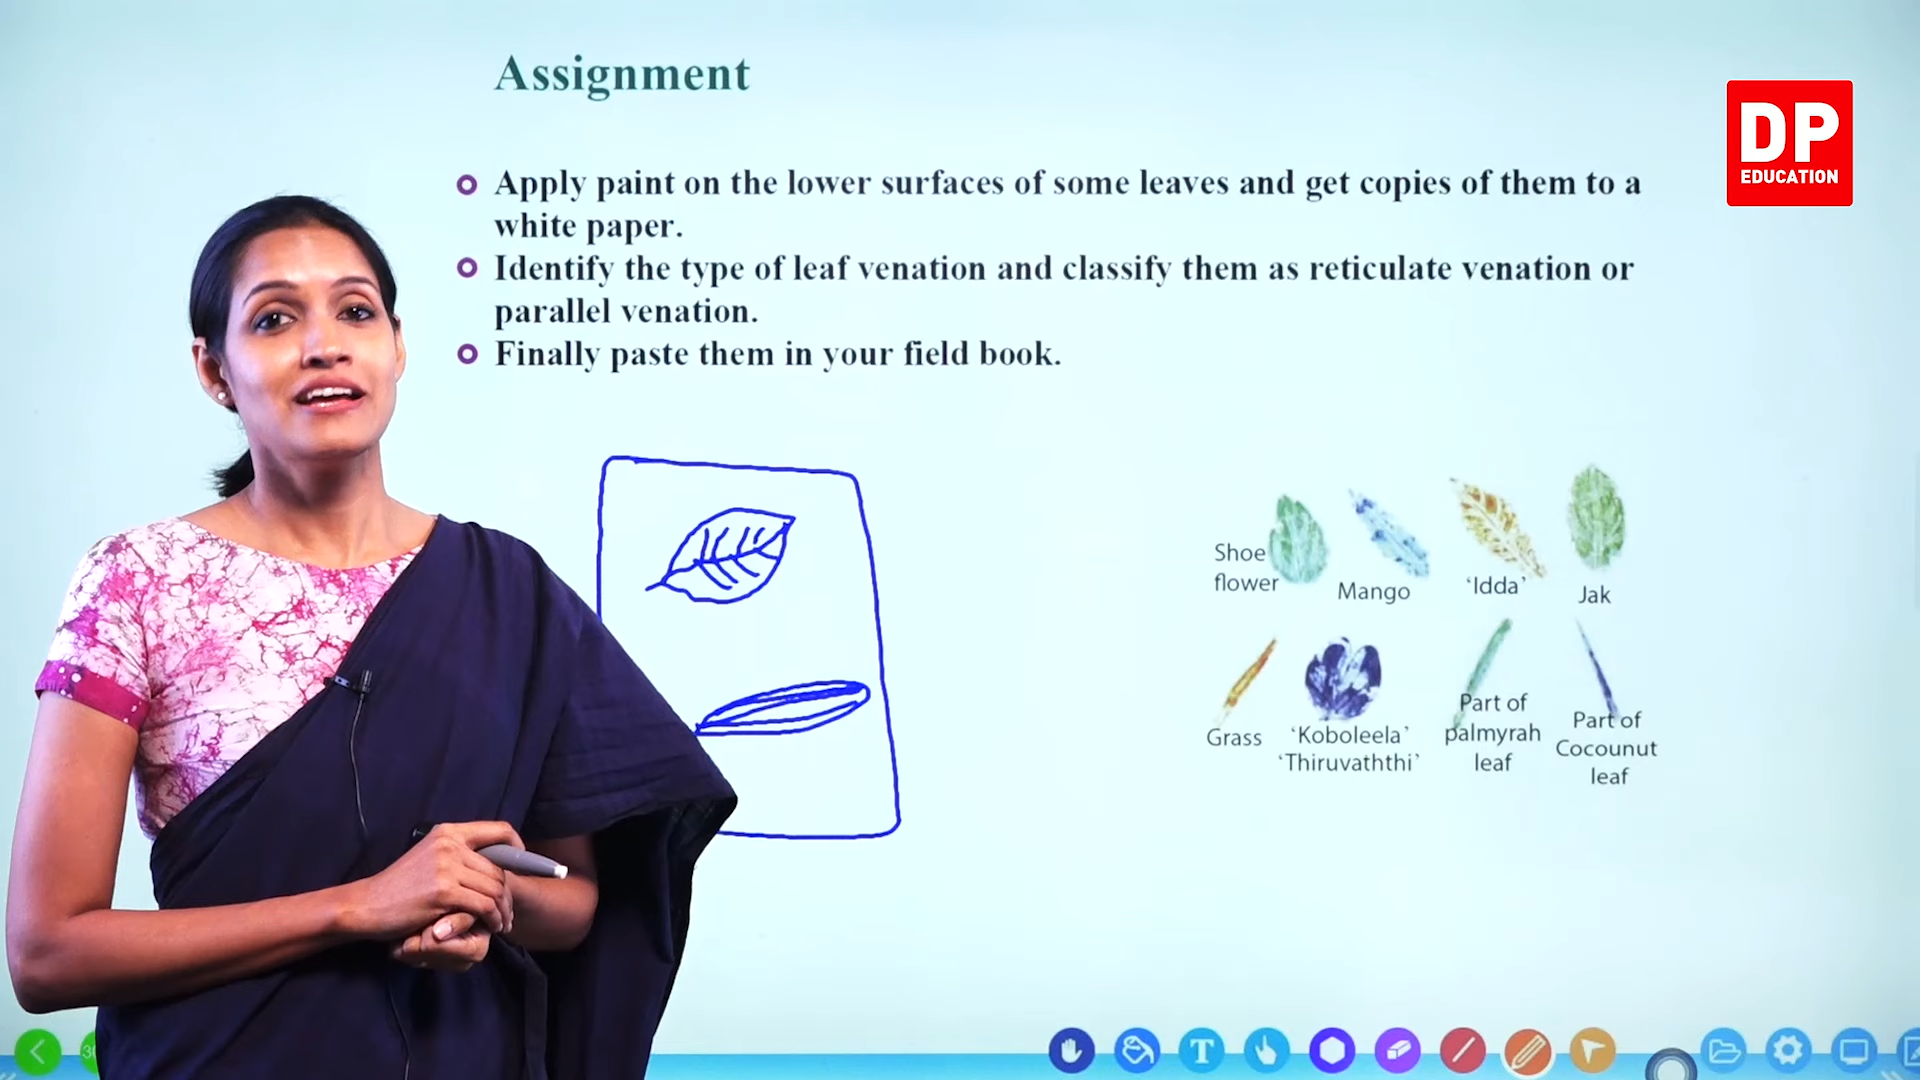 Assignment
DP
EDUCATION
Apply paint on the lower surfaces of some leaves and get copies of them to a
white paper.
Identify the type of leaf venation and classify them as reticulate venation or
parallel venation.
Finally paste them in your field book.
Shoe
flower
Mango
‘Idda’
Jak
Grass
‘Koboleela’
‘Thiruvaththi’
Part of
palmyrah
leaf
Part of
Cocounut
leaf
T